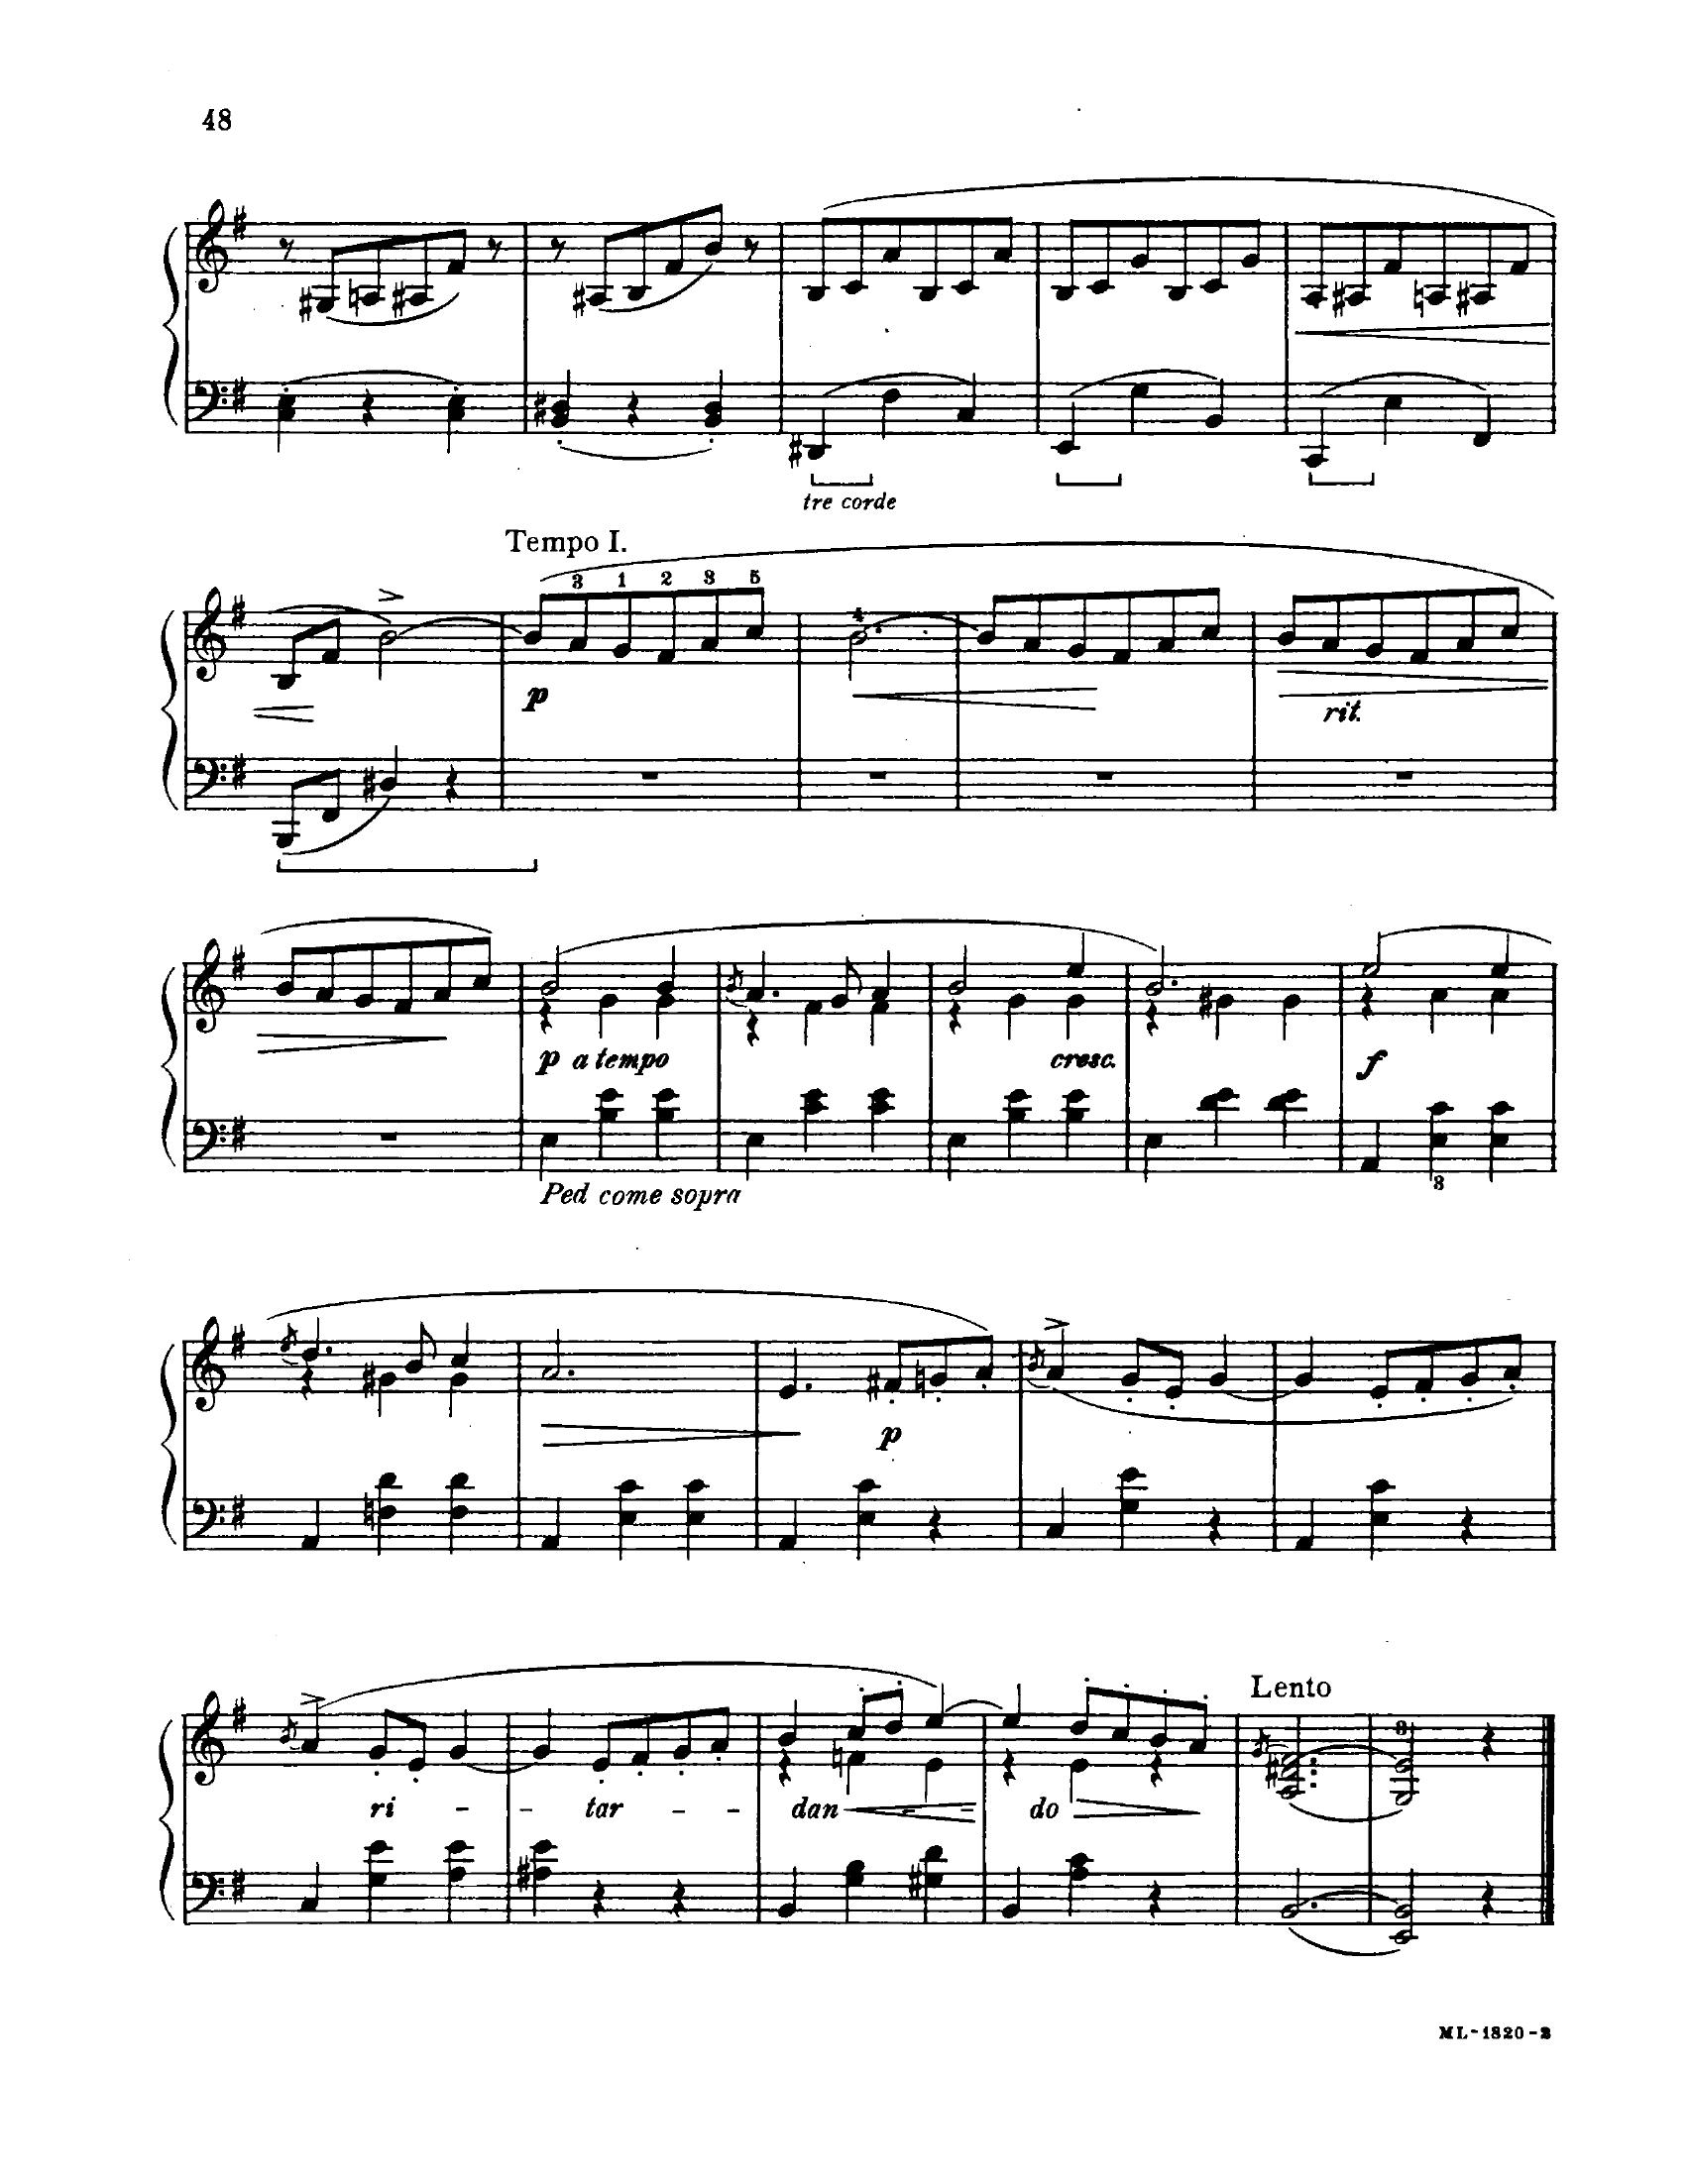 48
tre corde
Tempo I.
3 1 2 3 5
4
p
rit.
p a tempo
cresc.
f
3
Ped come sopra
p
Lento
3
ri - - tar - - dan - - do
ML-1820-2